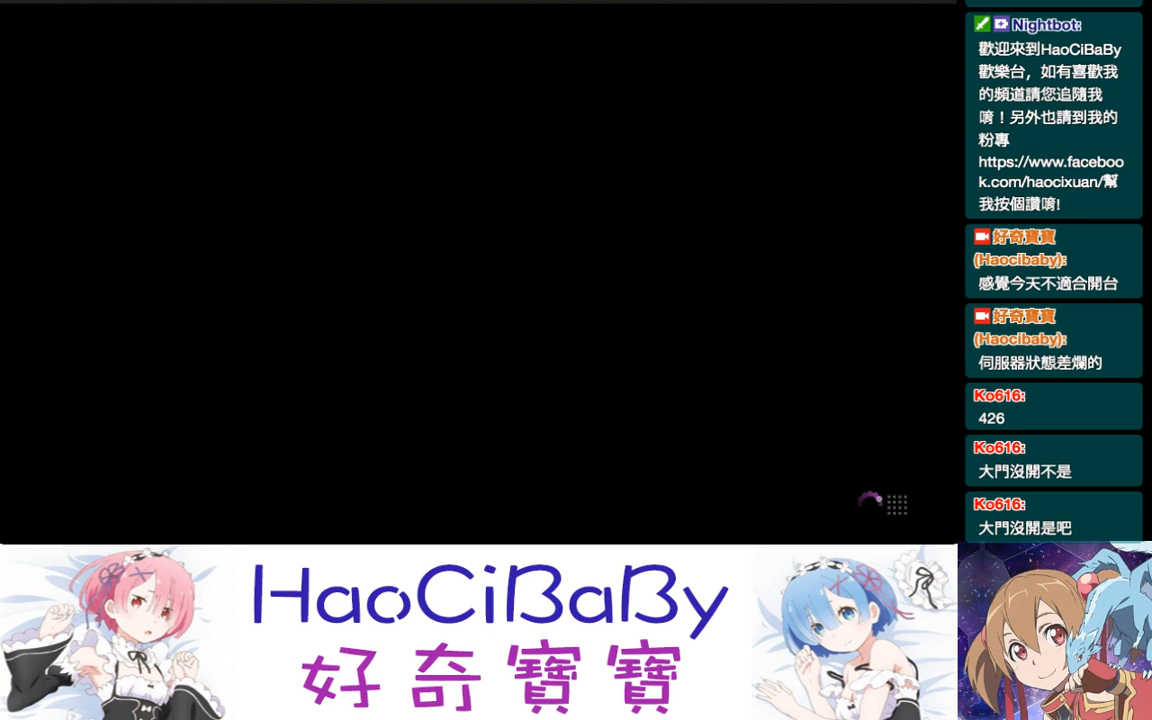 Nightbot:
歡迎來到HaoCiBaBy
歡樂台，如有喜歡我
的頻道請您追隨我
唷！另外也請到我的
粉專
https://www.faceboo
k.com/haocixuan/幫
我按個讚唷!
好奇寶寶
(Haocibaby):
感覺今天不適合開台
好奇寶寶
(Haocibaby):
伺服器狀態差爛的
Ko616:
426
Ko616:
大門沒開不是
Ko616:
大門沒開是吧
HaoCiBaBy
好奇寶寶